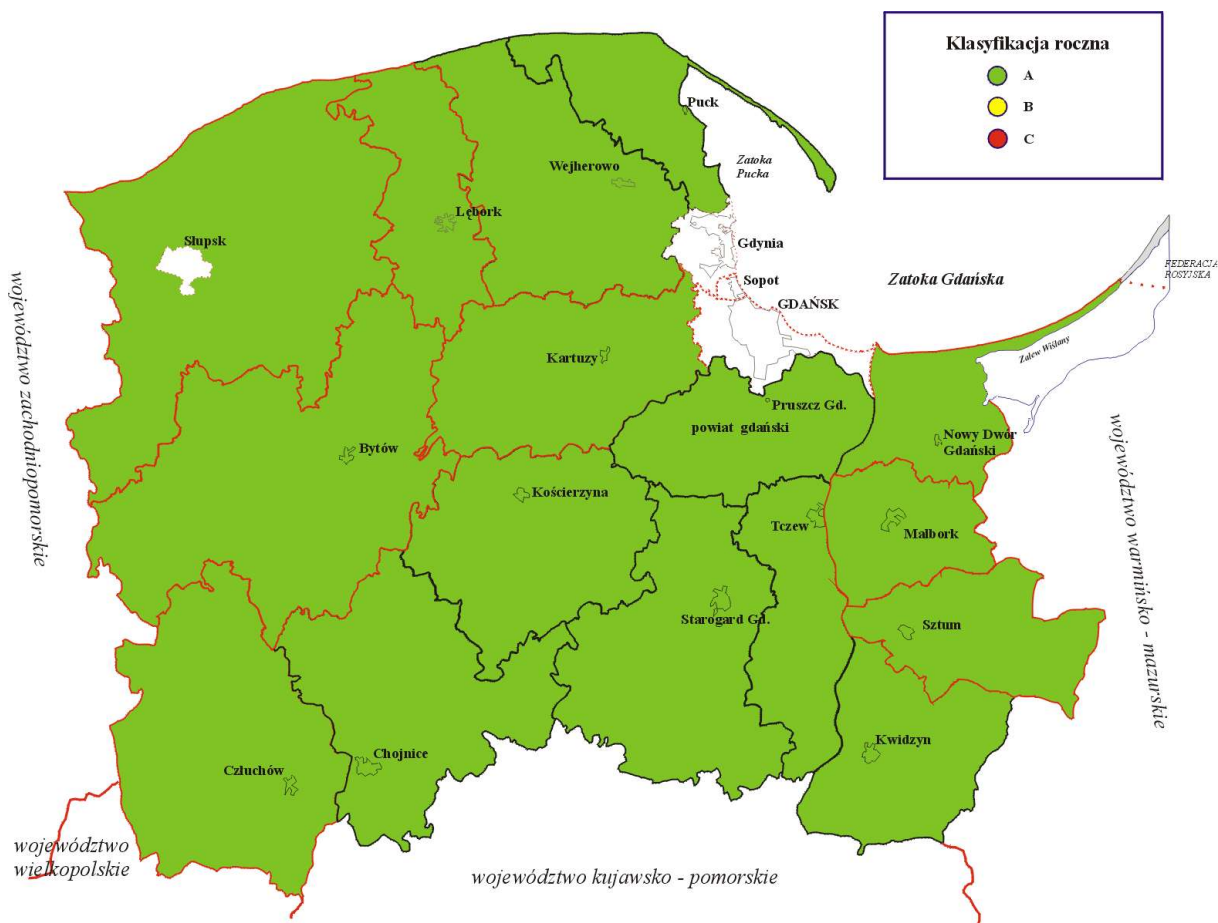 Klasyfikacja roczna
A
B
C
Puck
Zatoka
Pucka
Wejherowo
Lębork
Słupsk
Gdynia
Sopot
GDAŃSK
Zatoka Gdańska
FEDERACJA
ROSYJSKA
Zalew Wiślany
Kartuzy
Pruszcz Gd.
powiat gdański
Nowy Dwór
Gdański
Bytów
Kościerzyna
Tczew
Malbork
Starogard Gd.
Sztum
Kwidzyn
Chojnice
Człuchów
województwo zachodniopomorskie
województwo warmińsko - mazurskie
województwo
wielkopolskie
województwo kujawsko - pomorskie